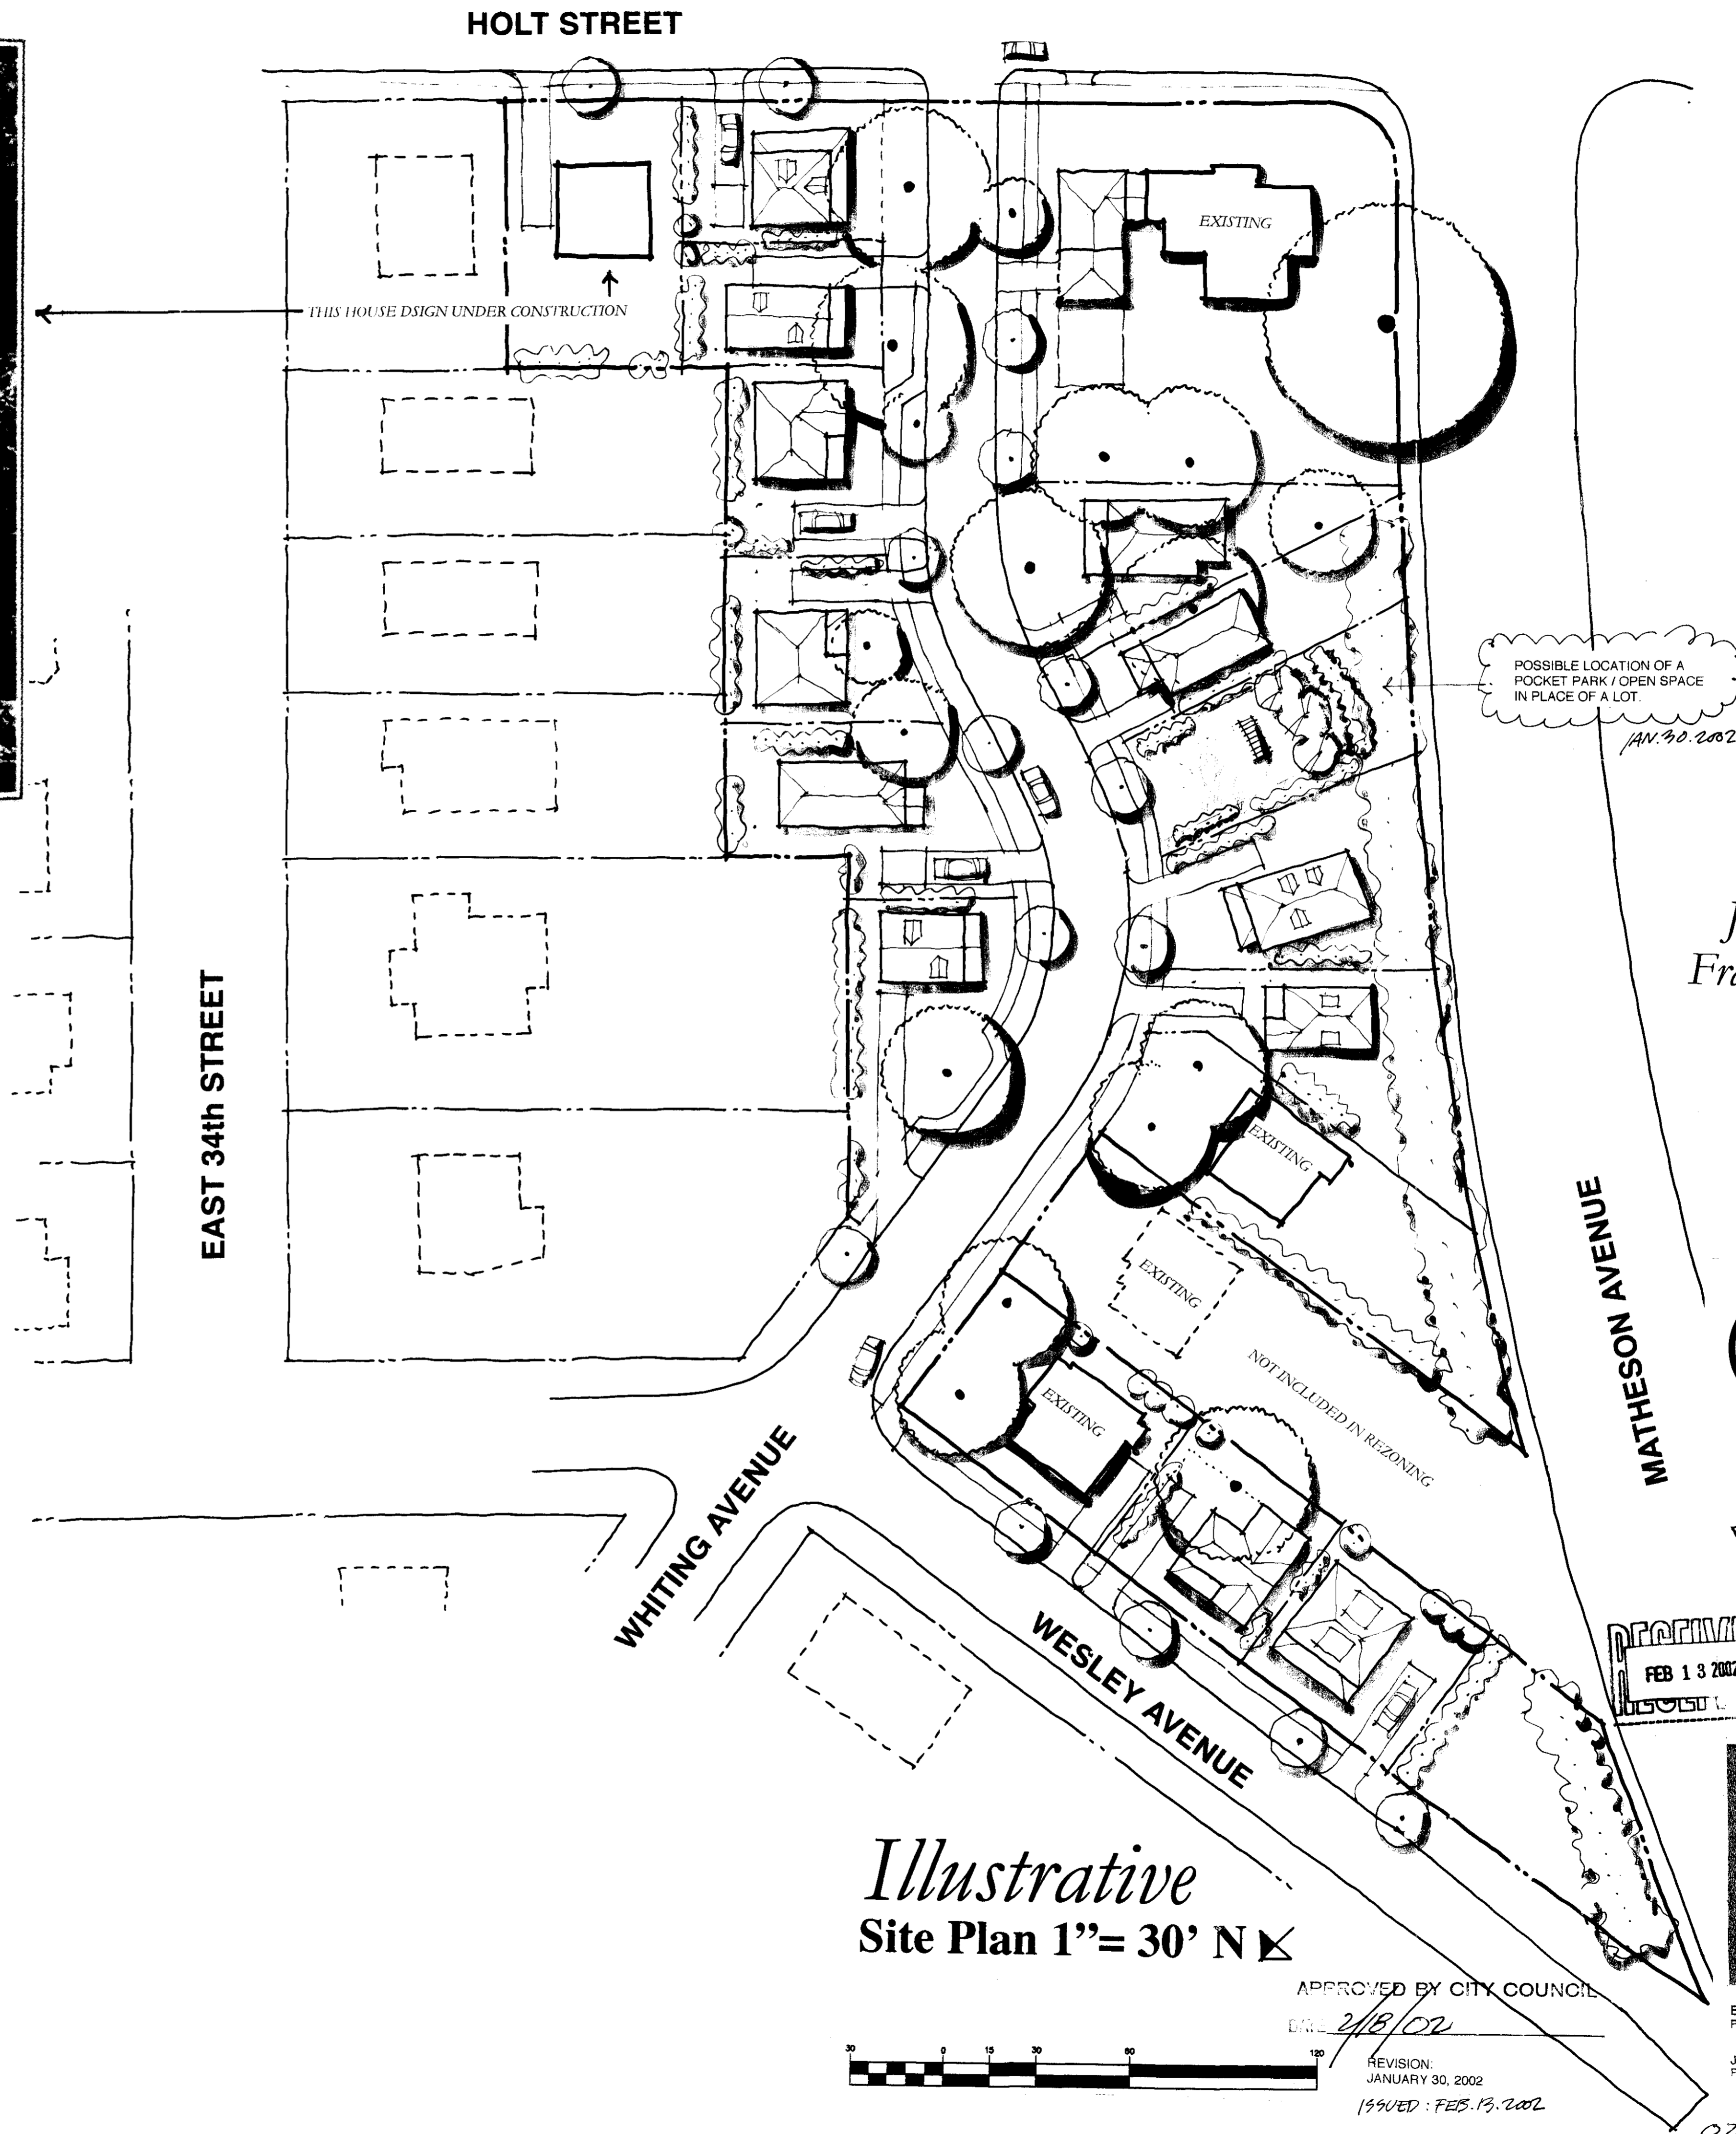 HOLT STREET
EXISTING
THIS HOUSE DSIGN UNDER CONSTRUCTION
POSSIBLE LOCATION OF A
POCKET PARK / OPEN SPACE
IN PLACE OF A LOT.
JAN.30.2002
J
Fra
EAST 34th STREET
EXISTING
EXISTING
MATHESON AVENUE
NOT INCLUDED IN REZONING
EXISTING
WHITING AVENUE
WESLEY AVENUE
FEB 13 2002
Illustrative
Site Plan 1”= 30’ N
APPROVED BY CITY COUNCIL
DATE 2/18/02
30 0 15 30 60 120
REVISION:
JANUARY 30, 2002
ISSUED : FEB.13.2002